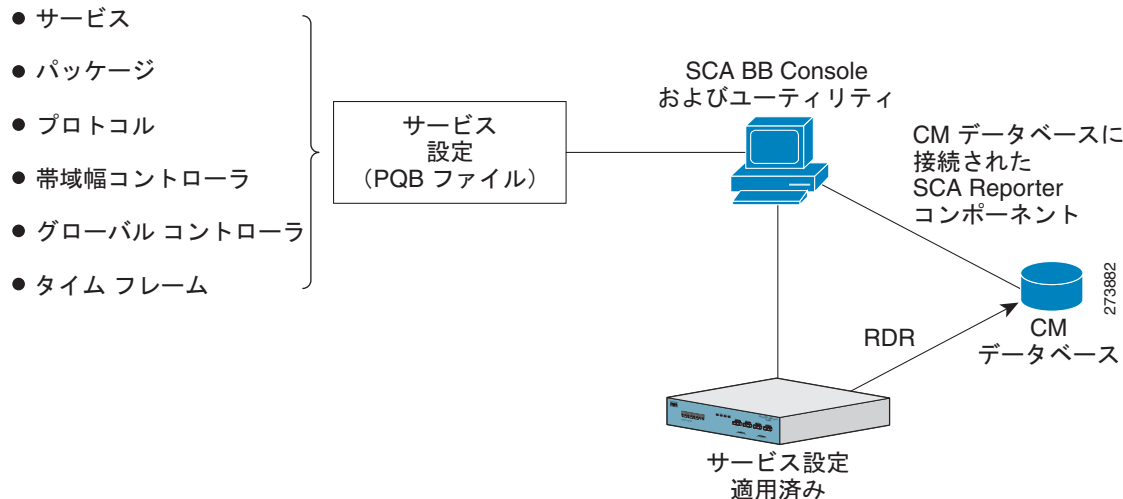 ● サービス
● パッケージ
● プロトコル
● 帯域幅コントローラ
● グローバル コントローラ
● タイム フレーム
サービス
設定
（PQB ファイル）
SCA BB Console
およびユーティリティ
CM データベースに
接続された
SCA Reporter
コンポーネント
273882
CM
データベース
RDR
サービス設定
適用済み